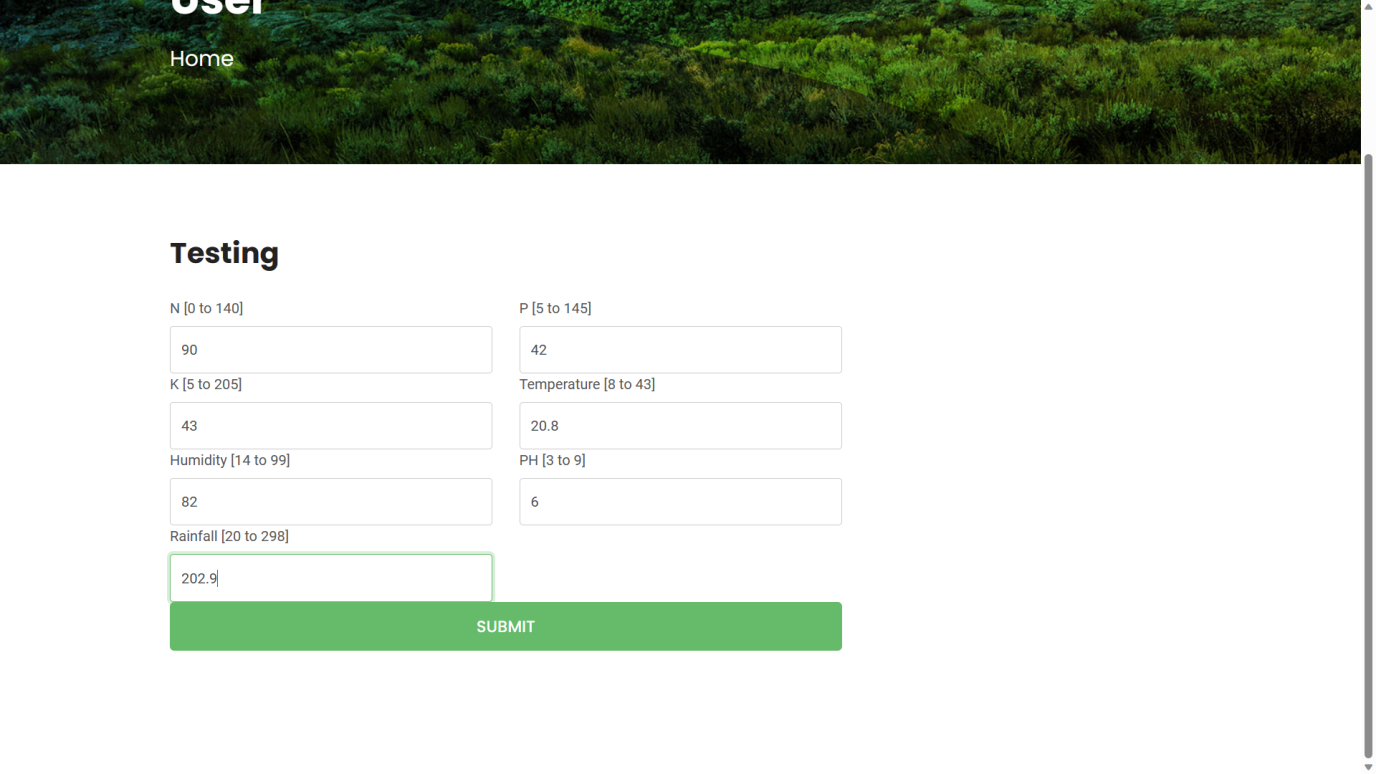 User
Home
Testing
N [0 to 140]
P [5 to 145]
90
42
K [5 to 205]
Temperature [8 to 43]
43
20.8
Humidity [14 to 99]
PH [3 to 9]
82
6
Rainfall [20 to 298]
202.9
SUBMIT